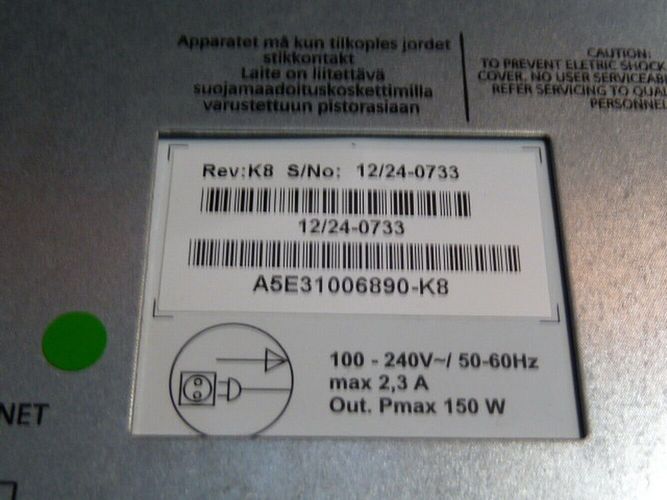 Apparatet må kun tilkoples jordet
stikkontakt
Laite on liitettävä
suojamaadoituskoskettimilla
varustettuun pistorasiaan
CAUTION:
TO PREVENT ELETRIC SHOCK
COVER, NO USER SERVICEAB
REFER SERVICING TO QUAL
PERSONNEL
Rev:K8 S/No: 12/24-0733
12/24-0733
A5E31006890-K8
100 - 240V~/ 50-60Hz
max 2,3 A
Out. Pmax 150 W
NET